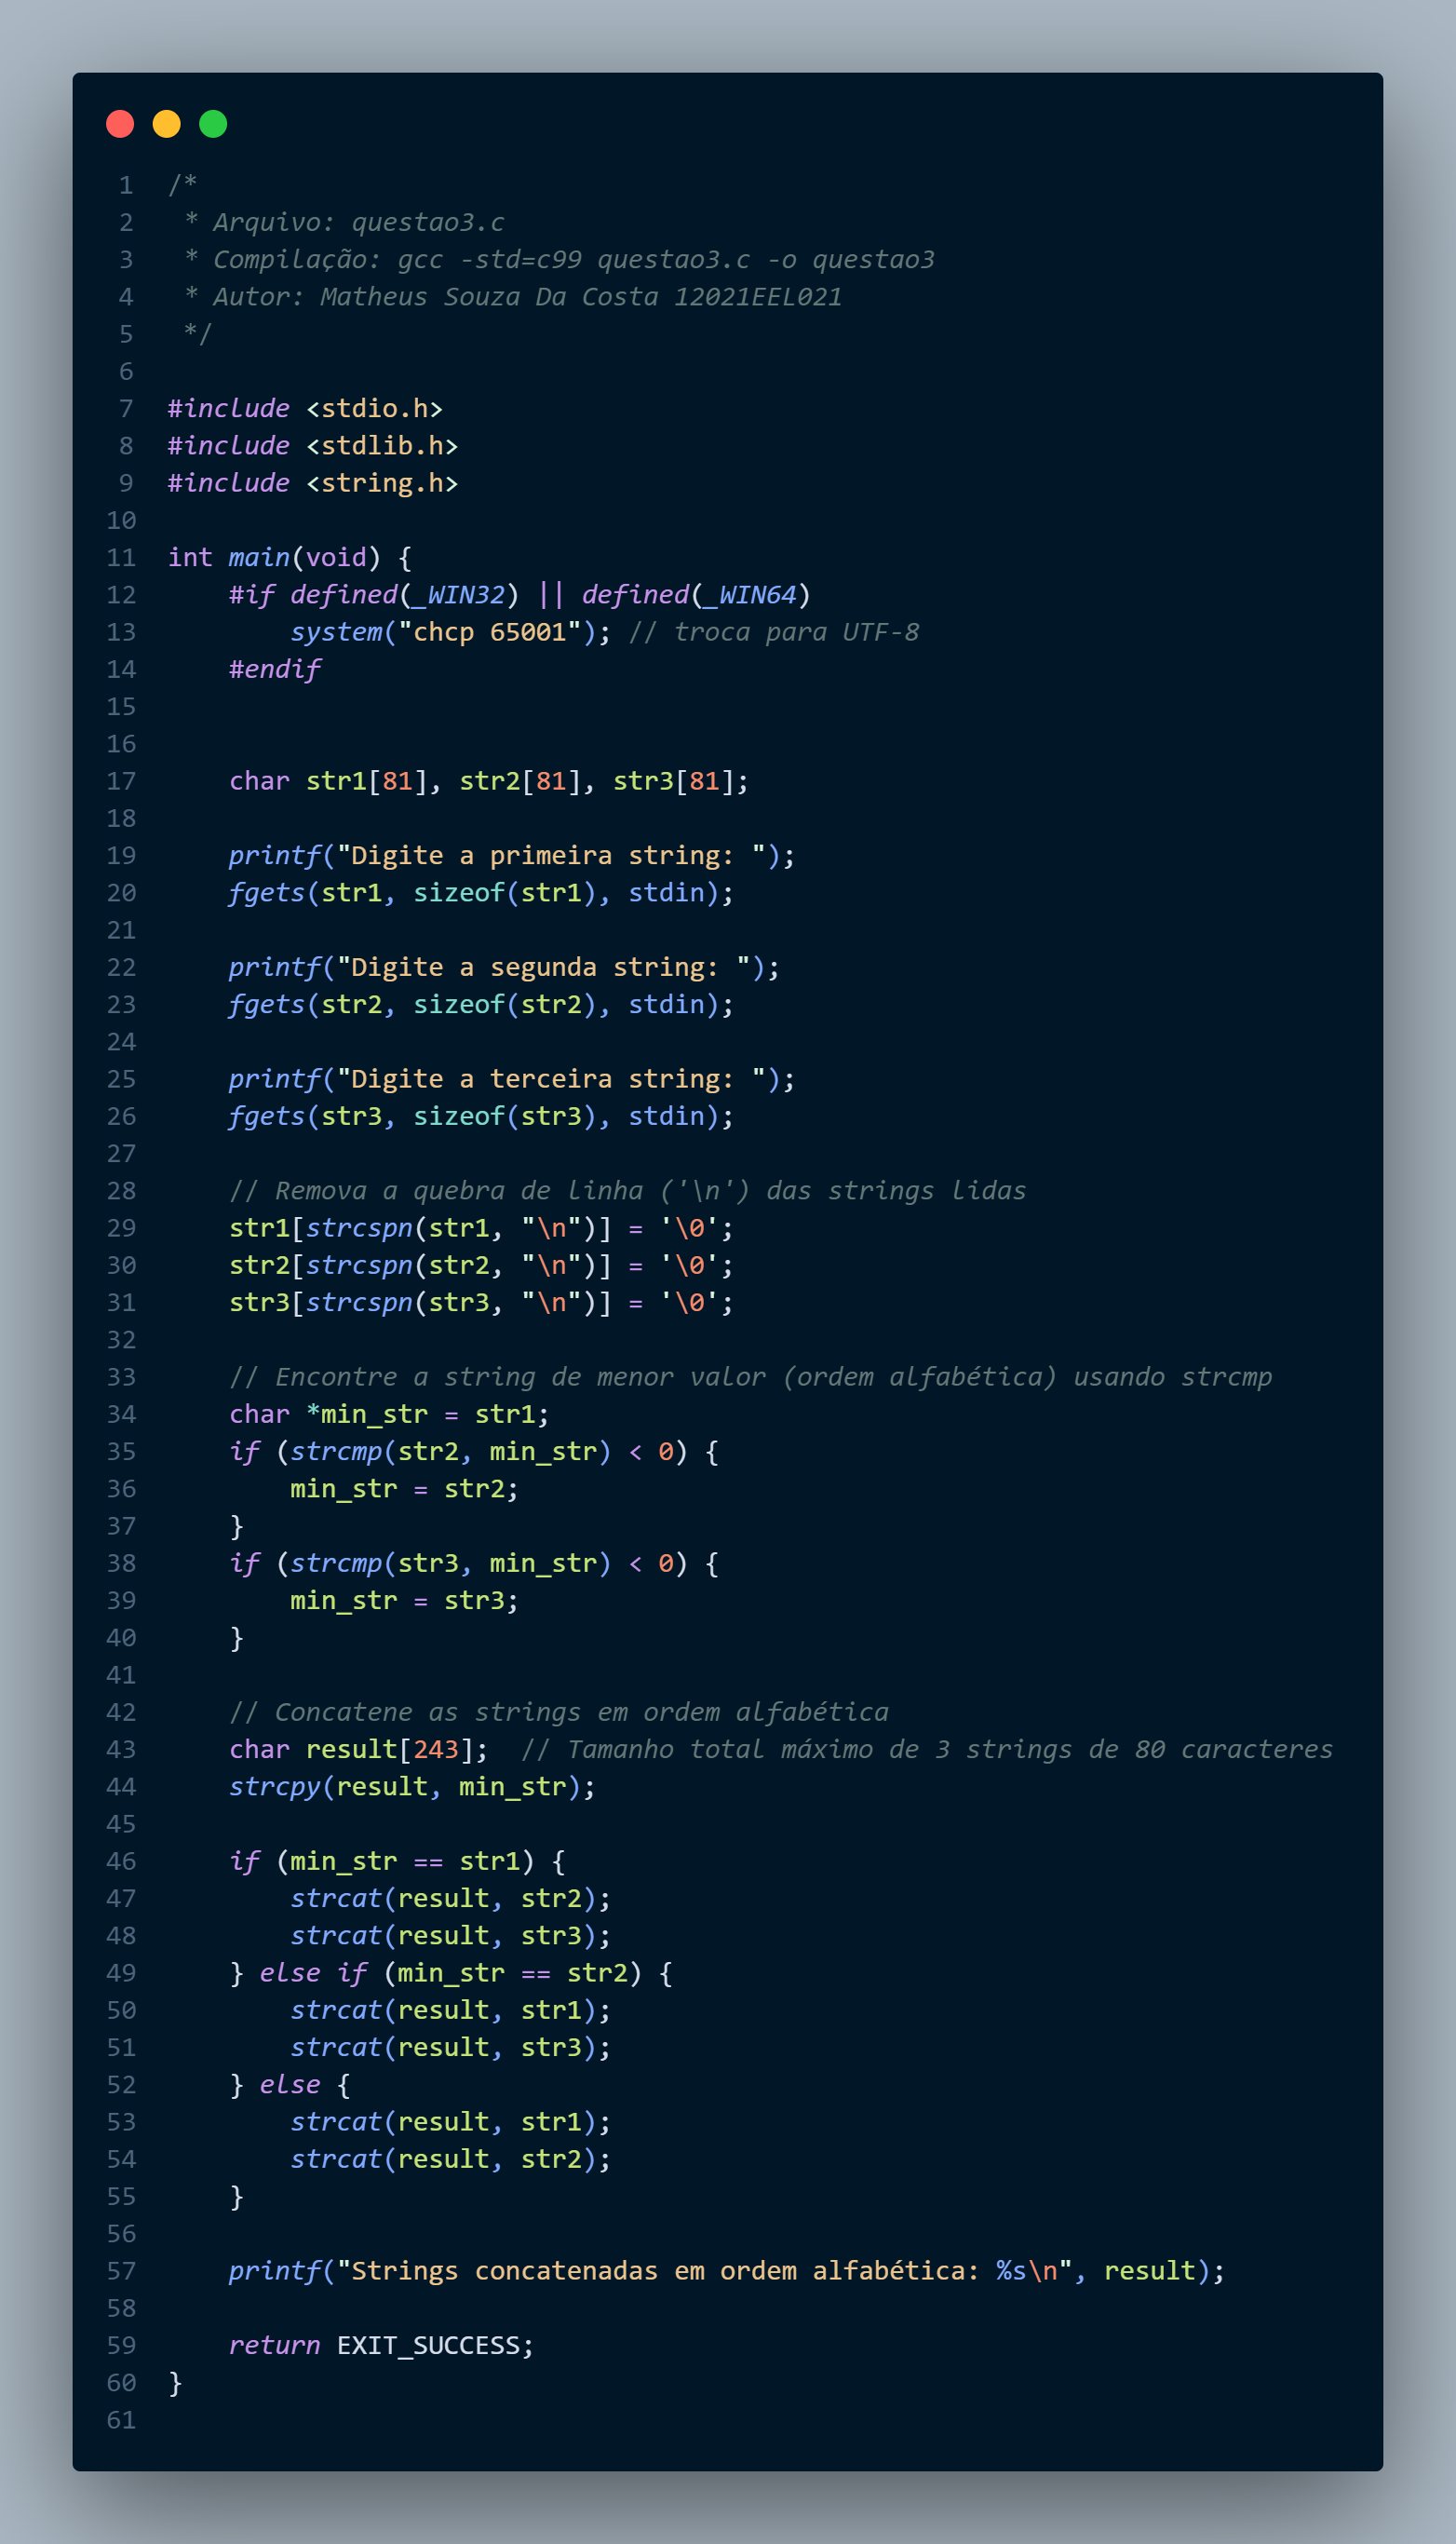 1 /*
2  * Arquivo: questao3.c
3  * Compilação: gcc -std=c99 questao3.c -o questao3
4  * Autor: Matheus Souza Da Costa 12021EEL021
5  */
6
7 #include <stdio.h>
8 #include <stdlib.h>
9 #include <string.h>
10
11 int main(void) {
12     #if defined(_WIN32) || defined(_WIN64)
13         system("chcp 65001"); // troca para UTF-8
14     #endif
15
16
17     char str1[81], str2[81], str3[81];
18
19     printf("Digite a primeira string: ");
20     fgets(str1, sizeof(str1), stdin);
21
22     printf("Digite a segunda string: ");
23     fgets(str2, sizeof(str2), stdin);
24
25     printf("Digite a terceira string: ");
26     fgets(str3, sizeof(str3), stdin);
27
28     // Remova a quebra de linha ('\n') das strings lidas
29     str1[strcspn(str1, "\n")] = '\0';
30     str2[strcspn(str2, "\n")] = '\0';
31     str3[strcspn(str3, "\n")] = '\0';
32
33     // Encontre a string de menor valor (ordem alfabética) usando strcmp
34     char *min_str = str1;
35     if (strcmp(str2, min_str) < 0) {
36         min_str = str2;
37     }
38     if (strcmp(str3, min_str) < 0) {
39         min_str = str3;
40     }
41
42     // Concatene as strings em ordem alfabética
43     char result[243];  // Tamanho total máximo de 3 strings de 80 caracteres
44     strcpy(result, min_str);
45
46     if (min_str == str1) {
47         strcat(result, str2);
48         strcat(result, str3);
49     } else if (min_str == str2) {
50         strcat(result, str1);
51         strcat(result, str3);
52     } else {
53         strcat(result, str1);
54         strcat(result, str2);
55     }
56
57     printf("Strings concatenadas em ordem alfabética: %s\n", result);
58
59     return EXIT_SUCCESS;
60 }
61